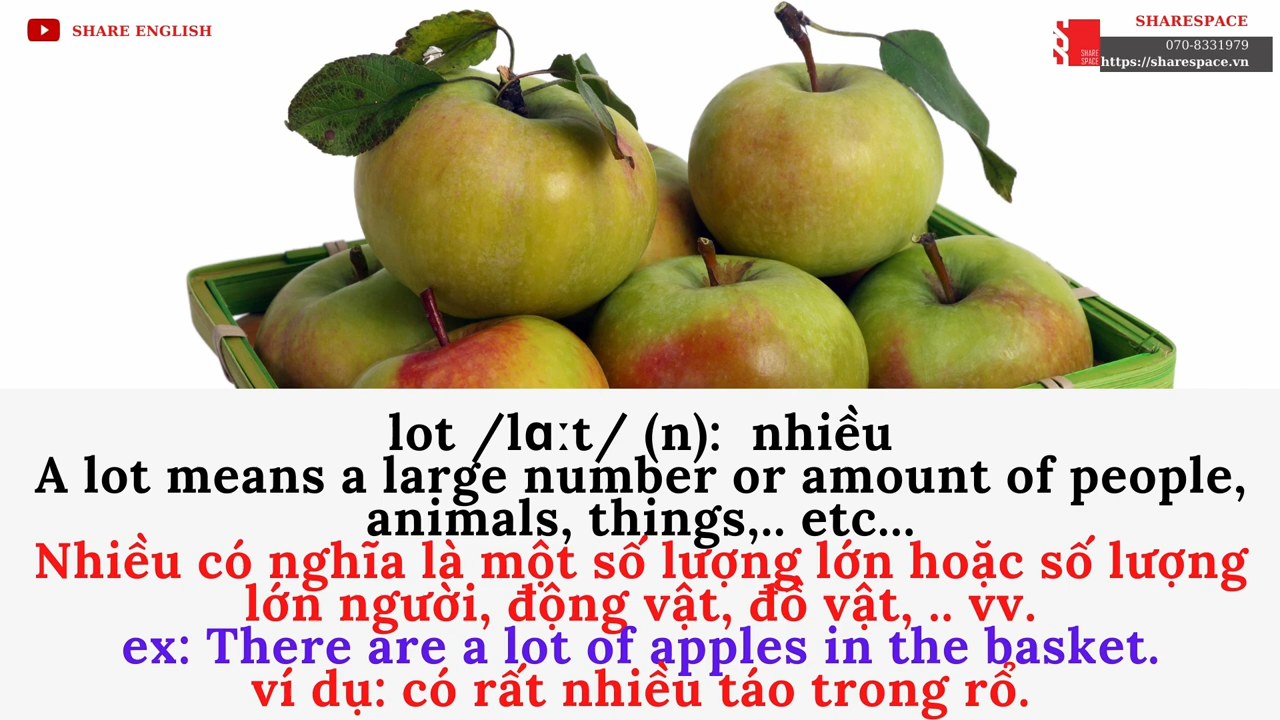 SHARE ENGLISH
SHARESPACE
070-8331979
https://sharespace.vn
SHARE
SPACE
lot /lɑːt/ (n): nhiều
A lot means a large number or amount of people,
animals, things,.. etc...
Nhiều có nghĩa là một số lượng lớn hoặc số lượng
lớn người, động vật, đồ vật, .. vv.
ex: There are a lot of apples in the basket.
ví dụ: có rất nhiều táo trong rổ.